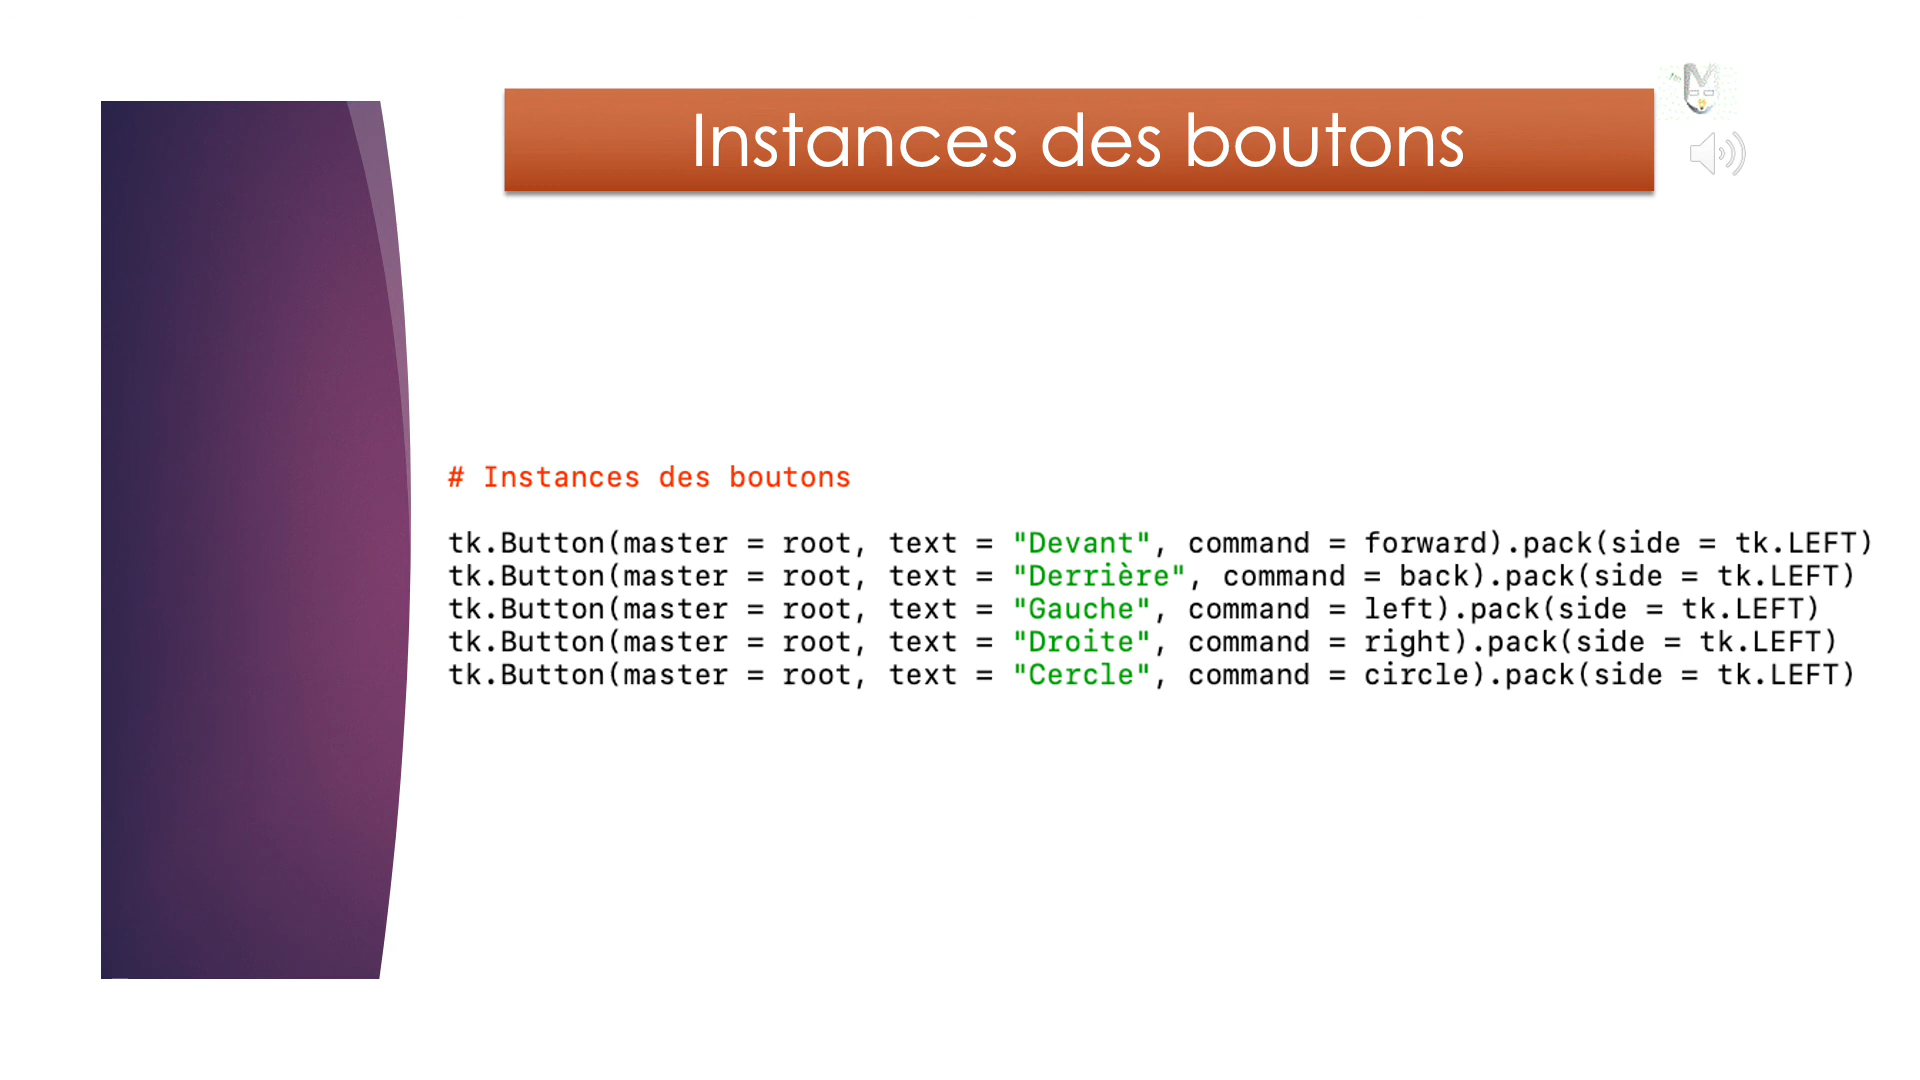 Instances des boutons
# Instances des boutons
tk.Button(master = root, text = "Devant", command = forward).pack(side = tk.LEFT)
tk.Button(master = root, text = "Derrière", command = back).pack(side = tk.LEFT)
tk.Button(master = root, text = "Gauche", command = left).pack(side = tk.LEFT)
tk.Button(master = root, text = "Droite", command = right).pack(side = tk.LEFT)
tk.Button(master = root, text = "Cercle", command = circle).pack(side = tk.LEFT)